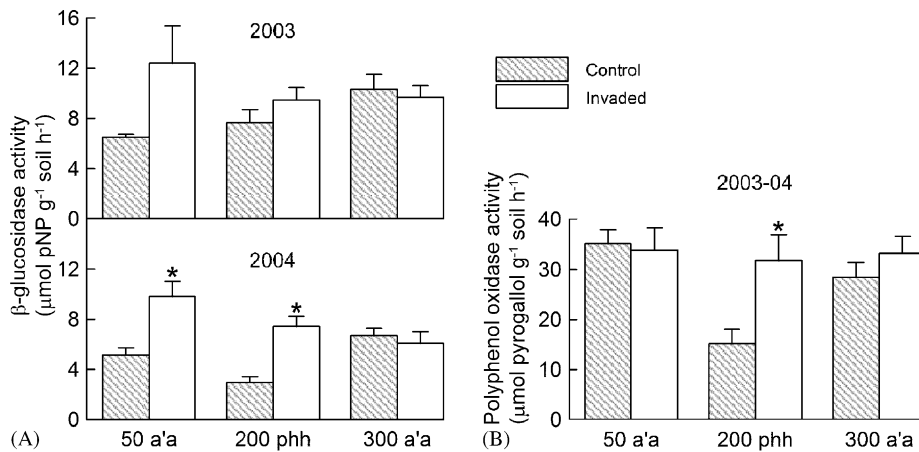 β-glucosidase activity
(μmol pNP g-1 soil h-1)
2003
16
12
8
4
0
2004
12
8
4
0
*
*
(A)
50 a'a
200 phh
300 a'a
Control
Invaded
Polyphenol oxidase activity
(μmol pyrogallol g-1 soil h-1)
2003-04
40
30
20
10
0
*
(B)
50 a'a
200 phh
300 a'a